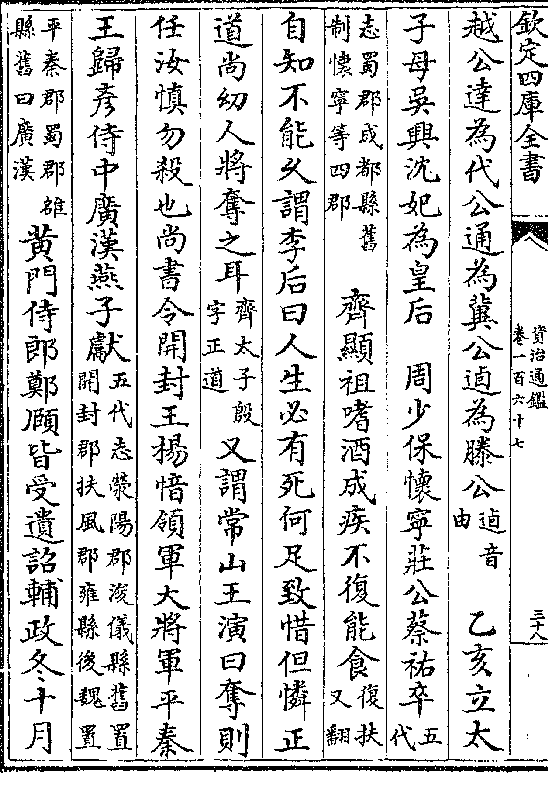 欽定四庫全書
資治通鑑
卷一百六十七
三十八
越公達為代公通為冀公逌為滕公逌音由乙亥立太
子母吳興沈妃為皇后 周少保懷寧莊公蔡祐卒五代
志蜀郡成都縣舊制懷寧等四郡 齊顯祖嗜酒成疾不復能食復扶又翻
自知不能久謂李后曰人生必有死何足致惜但憐正
道尚幼人將奪之耳齊太子殷字正道又謂常山王演曰奪則
任汝慎勿殺也尚書令開封王楊愔領軍大將軍平秦
王歸彥侍中廣漢燕子獻五代志滎陽郡浚儀縣舊置開封郡扶風郡雍縣後魏置
平秦郡蜀郡雒縣舊曰廣漢黃門侍郎鄭頤皆受遺詔輔政冬十月